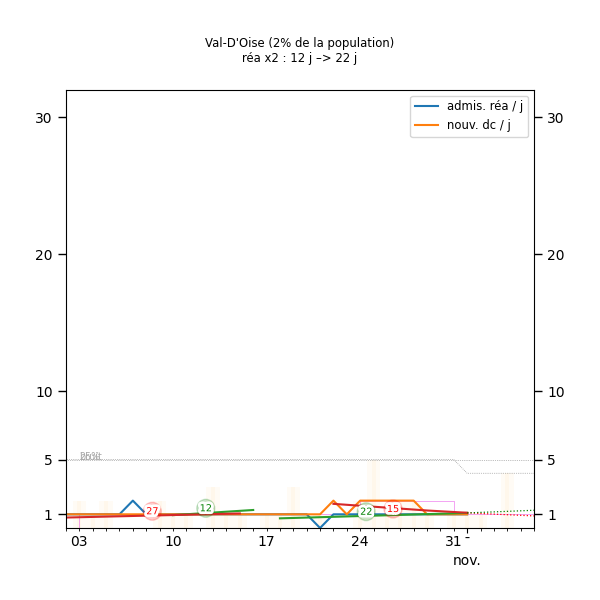 Val-D'Oise (2% de la population)
réa x2 : 12 j –> 22 j
admis. réa / j
nouv. dc / j
30 30
20 20
10 10
5 5
1 1
27 12 22 15
03 10 17 24 31
nov.